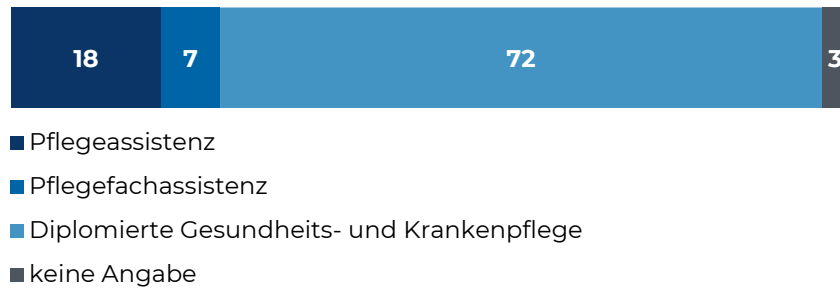 18 7 72 3
Pflegeassistenz
Pflegefachassistenz
Diplomierte Gesundheits- und Krankenpflege
keine Angabe